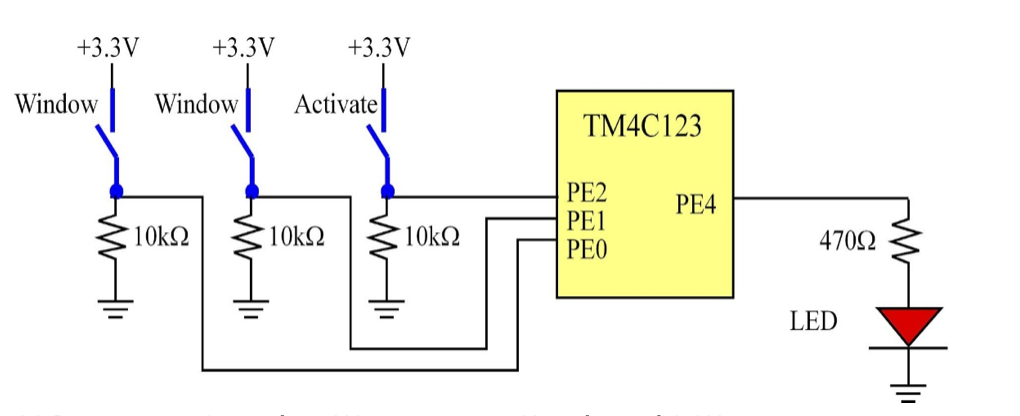 +3.3V +3.3V +3.3V
Window Window Activate
TM4C123
PE2
PE1
PE0
PE4
10kΩ 10kΩ 10kΩ
470Ω
LED